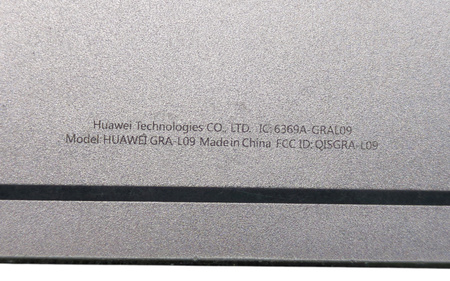 Huawei Technologies CO., LTD. IC: 6369A-GRAL09
Model: HUAWEI GRA-L09 Made in China FCC ID: QISGRA-L09